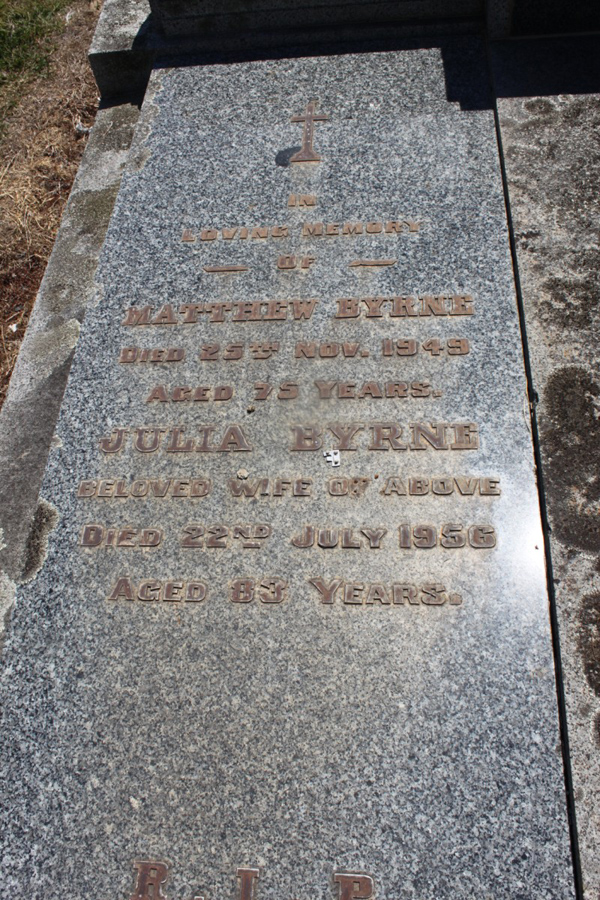 IN
LOVING MEMORY
OF
MATTHEW BYRNE
DIED 25TH NOV. 1949
AGED 75 YEARS.
JULIA BYRNE
BELOVED WIFE OF ABOVE
DIED 22ND JULY 1956
AGED 83 YEARS.
R.I.P.